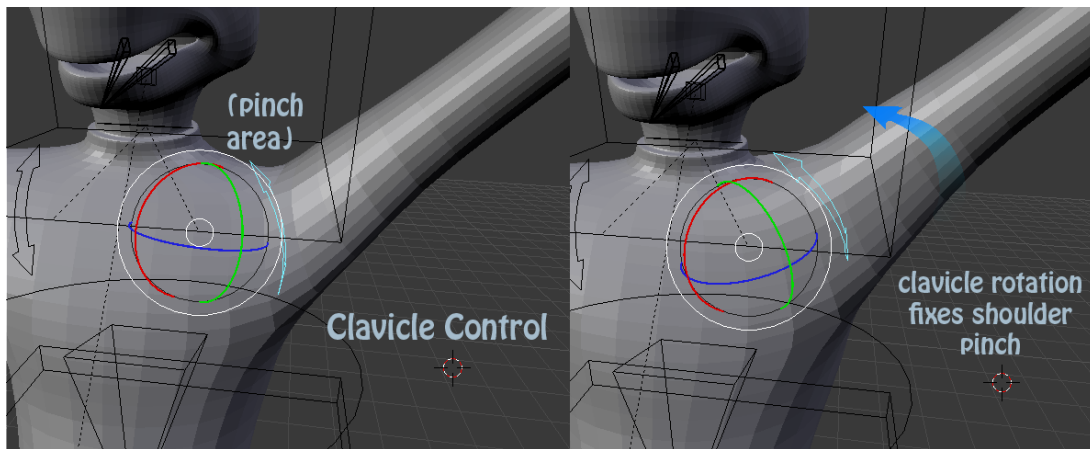 (pinch
area)
Clavicle Control
clavicle rotation
fixes shoulder
pinch